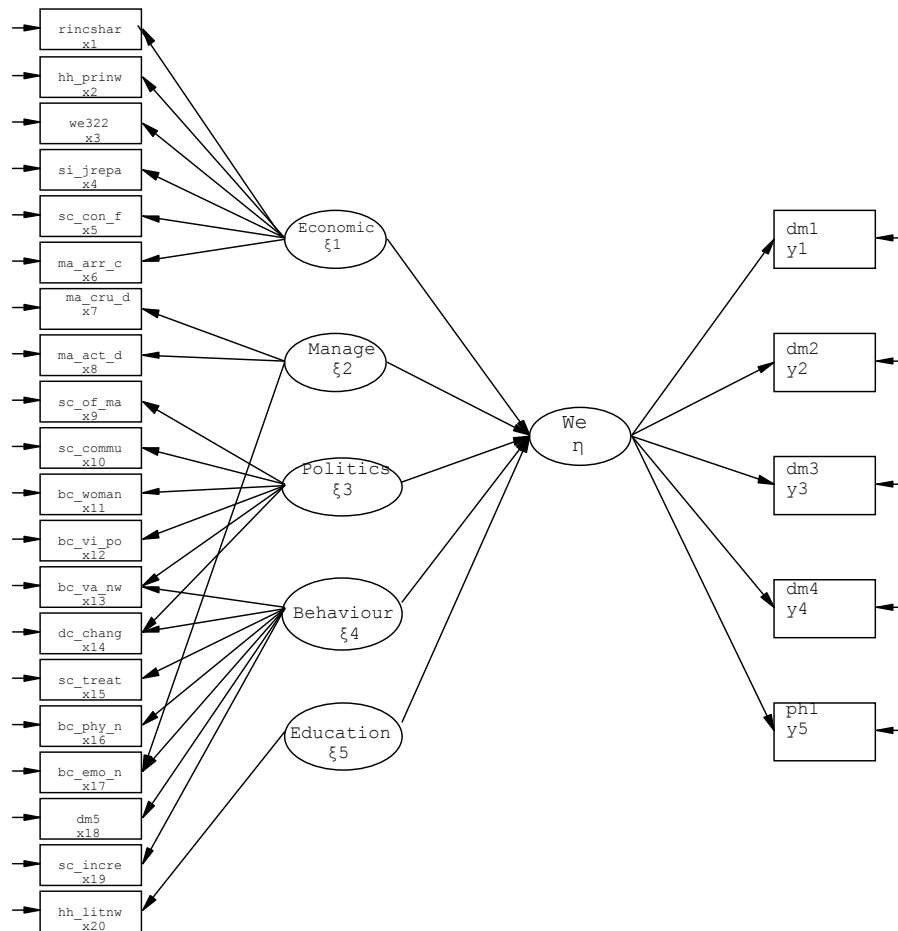 rincshar
x1
hh_prinw
x2
we322
x3
si_jrepa
x4
sc_con_f
x5
ma_arr_c
x6
ma_cru_d
x7
ma_act_d
x8
sc_of_ma
x9
sc_commu
x10
bc_woman
x11
bc_vi_po
x12
bc_va_nw
x13
dc_chang
x14
sc_treat
x15
bc_phy_n
x16
bc_emo_n
x17
dm5
x18
sc_incre
x19
hh_litnw
x20
Economic
ξ1
Manage
ξ2
Politics
ξ3
Behaviour
ξ4
Education
ξ5
We
η
dm1
y1
dm2
y2
dm3
y3
dm4
y4
ph1
y5